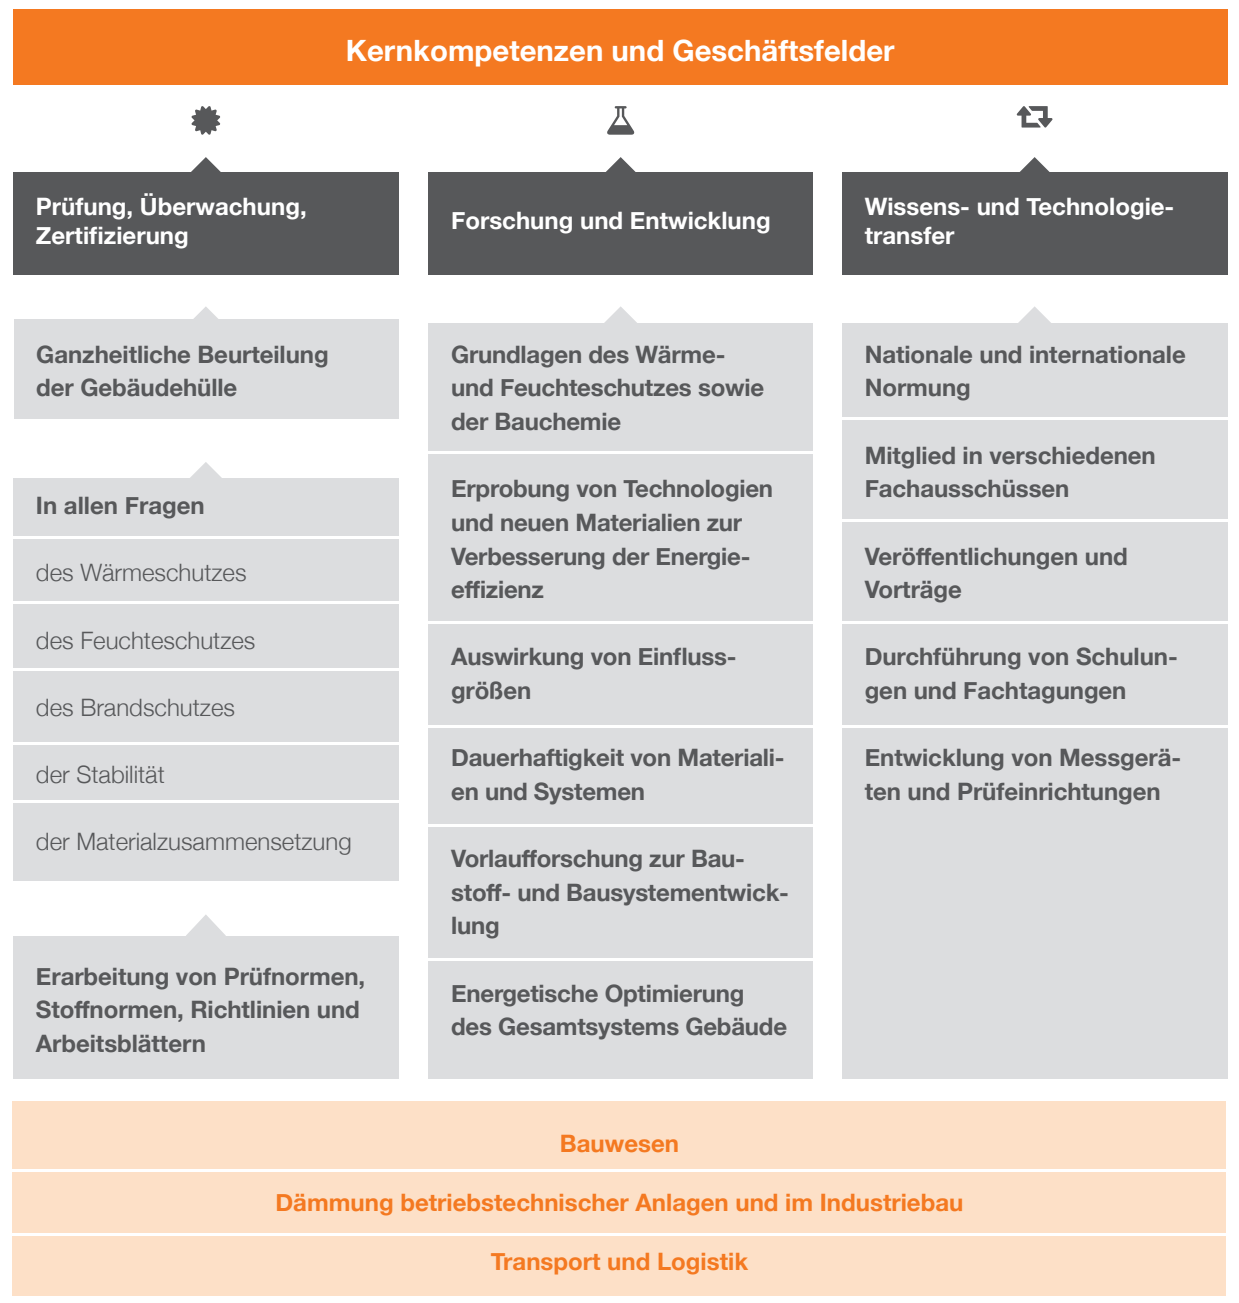 Kernkompetenzen und Geschäftsfelder
Prüfung, Überwachung,
Zertifizierung
Ganzheitliche Beurteilung
der Gebäudehülle
In allen Fragen
des Wärmeschutzes
des Feuchteschutzes
des Brandschutzes
der Stabilität
der Materialzusammensetzung
Erarbeitung von Prüfnormen,
Stoffnormen, Richtlinien und
Arbeitsblättern
Forschung und Entwicklung
Grundlagen des Wärme-
und Feuchteschutzes sowie
der Bauchemie
Erprobung von Technologien
und neuen Materialien zur
Verbesserung der Energie-
effizienz
Auswirkung von Einfluss-
größen
Dauerhaftigkeit von Materiali-
en und Systemen
Vorlaufforschung zur Bau-
stoff- und Bausystementwick-
lung
Energetische Optimierung
des Gesamtsystems Gebäude
Wissens- und Technologie-
transfer
Nationale und internationale
Normung
Mitglied in verschiedenen
Fachausschüssen
Veröffentlichungen und
Vorträge
Durchführung von Schulun-
gen und Fachtagungen
Entwicklung von Messgerä-
ten und Prüfeinrichtungen
Bauwesen
Dämmung betriebstechnischer Anlagen und im Industriebau
Transport und Logistik